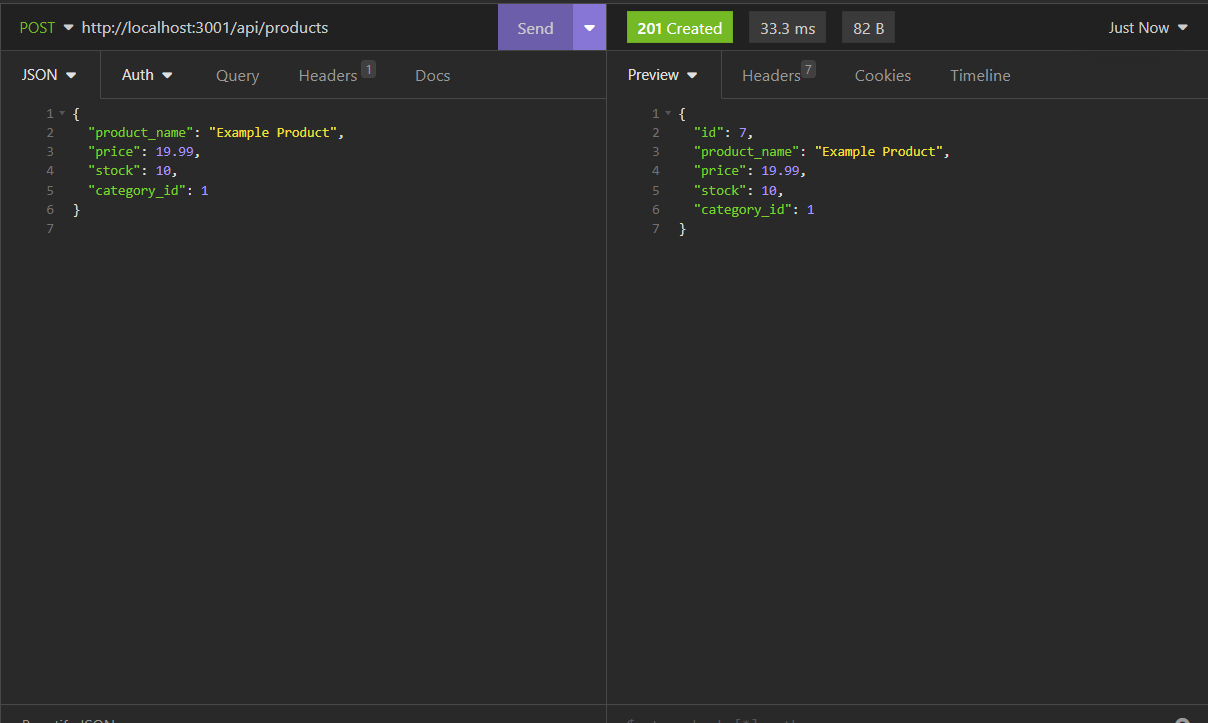 POST http://localhost:3001/api/products Send 201 Created 33.3 ms 82 B Just Now
JSON Auth Query Headers 1 Docs
Preview Headers 7 Cookies Timeline
1 {
2 "product_name": "Example Product",
3 "price": 19.99,
4 "stock": 10,
5 "category_id": 1
6 }
7
1 {
2 "id": 7,
3 "product_name": "Example Product",
4 "price": 19.99,
5 "stock": 10,
6 "category_id": 1
7 }
Beautify JSON